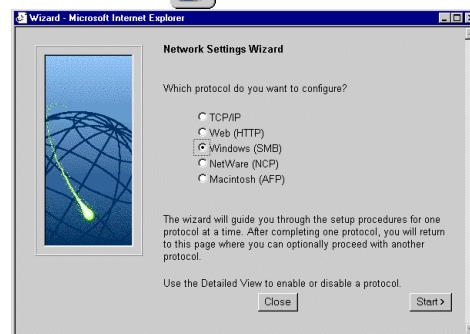 Wizard - Microsoft Internet Explorer
Network Settings Wizard
Which protocol do you want to configure?
TCP/IP
Web (HTTP)
Windows (SMB)
NetWare (NCP)
Macintosh (AFP)
The wizard will guide you through the setup procedures for one
protocol at a time. After completing one protocol, you will return
to this page where you can optionally proceed with another
protocol.
Use the Detailed View to enable or disable a protocol.
Close
Start >